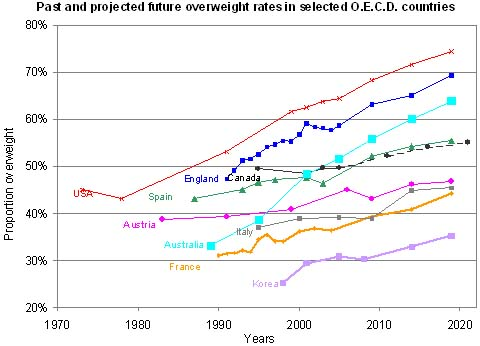 Past and projected future overweight rates in selected O.E.C.D. countries
80%
70%
60%
50%
40%
30%
20%
Proportion overweight
USA
England
Canada
Spain
Austria
Italy
Australia
France
Korea
1970
1980
1990
2000
2010
2020
Years